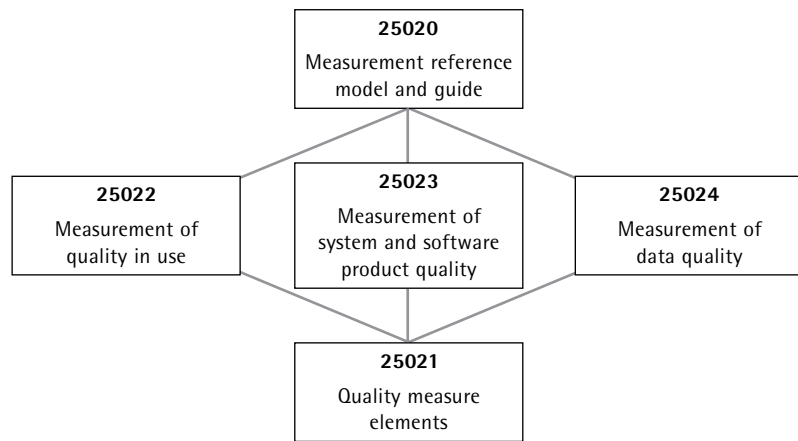 25020
Measurement reference
model and guide
25022
Measurement of
quality in use
25023
Measurement of
system and software
product quality
25024
Measurement of
data quality
25021
Quality measure
elements